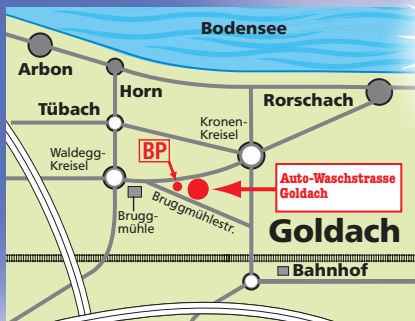 Bodensee
Arbon
Horn
Rorschach
Tübach
Kronen-
Kreisel
Waldegg-
Kreisel
BP
Auto-Waschstrasse
Goldach
Bruggmühlestr.
Brugg-
mühle
Goldach
Bahnhof